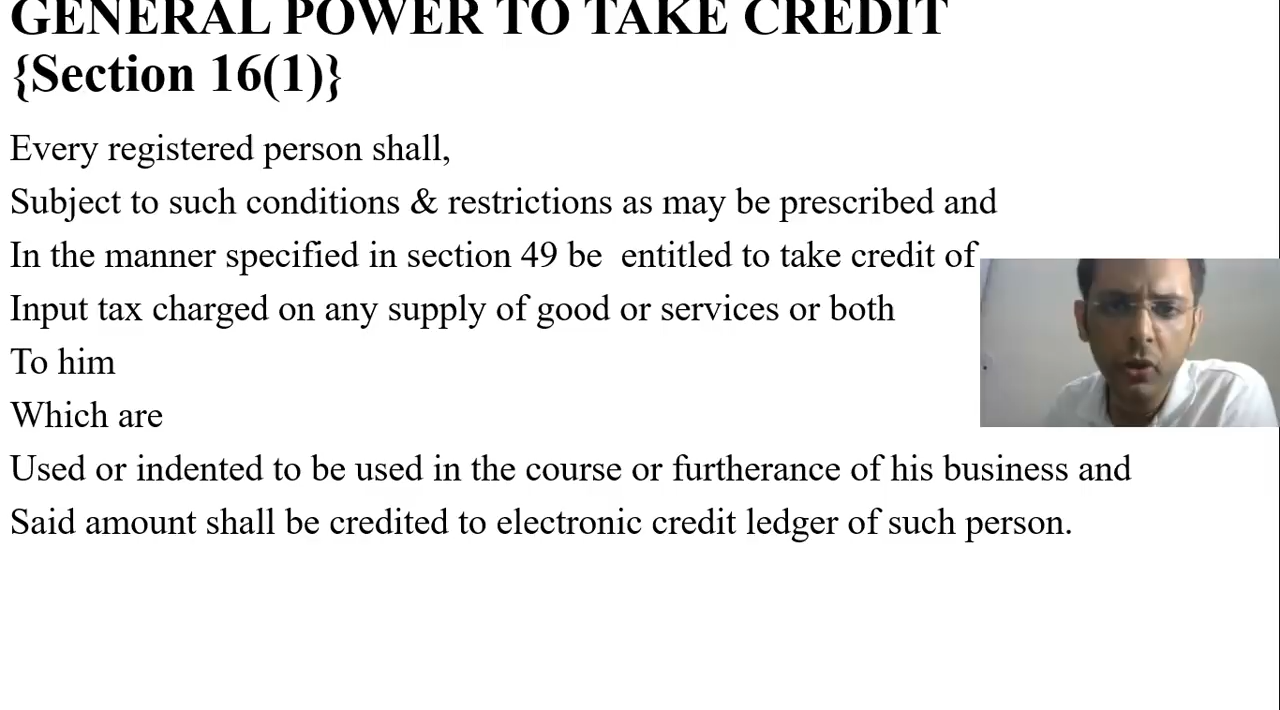 GENERAL POWER TO TAKE CREDIT
{Section 16(1)}
Every registered person shall,
Subject to such conditions & restrictions as may be prescribed and
In the manner specified in section 49 be  entitled to take credit of
Input tax charged on any supply of good or services or both
To him
Which are
Used or indented to be used in the course or furtherance of his business and
Said amount shall be credited to electronic credit ledger of such person.